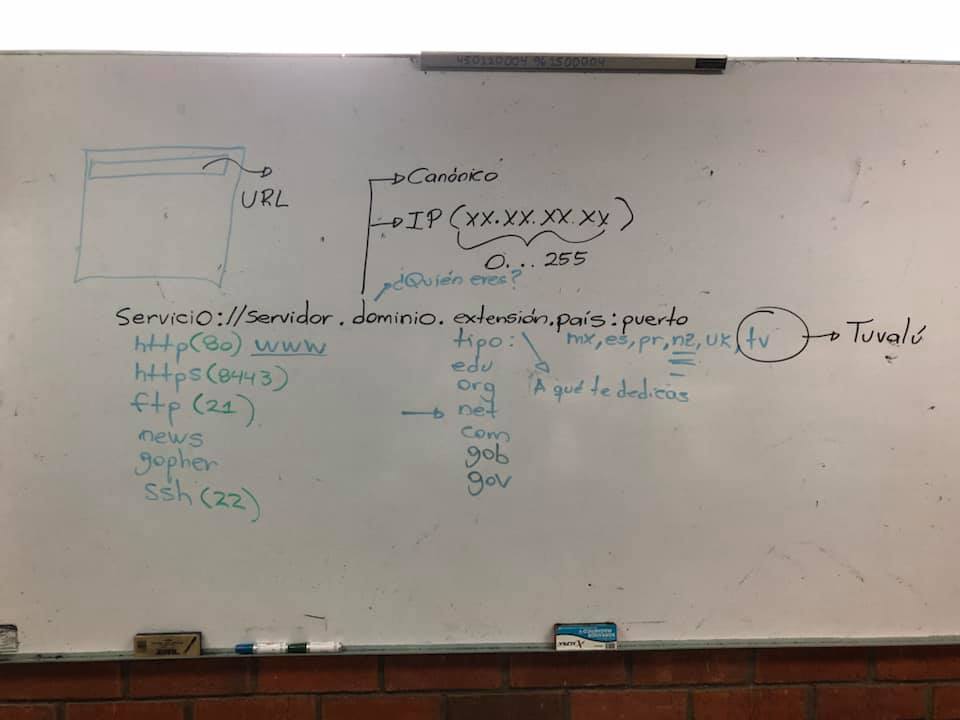 450120004 961500004
URL
Canónico
IP (xx.xx.xx.xx)
0... 255
¿Quién eres?
Servicio://servidor.dominio.extensión.país:puerto
http(80) www
https(8443)
ftp (21)
news
gopher
ssh (22)
tipo:
edu
org
net
com
gob
gov
A qué te dedicas
mx, es, pr, nz, uk, tv
Tuvalú